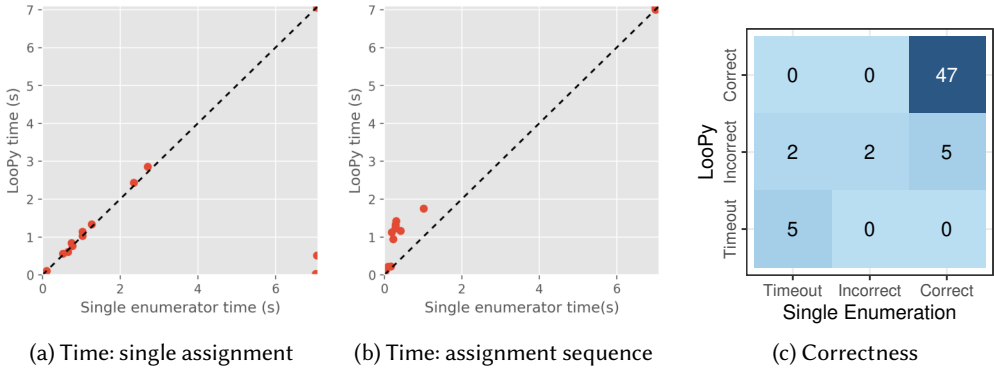 7
6
5
4
3
2
1
0
LooPy time (s)
0 2 4 6
Single enumerator time (s)
(a) Time: single assignment
7
6
5
4
3
2
1
0
LooPy time (s)
0 2 4 6
Single enumerator time(s)
(b) Time: assignment sequence
LooPy
Correct
Incorrect
Timeout
0 0 47
2 2 5
5 0 0
Timeout Incorrect Correct
Single Enumeration
(c) Correctness